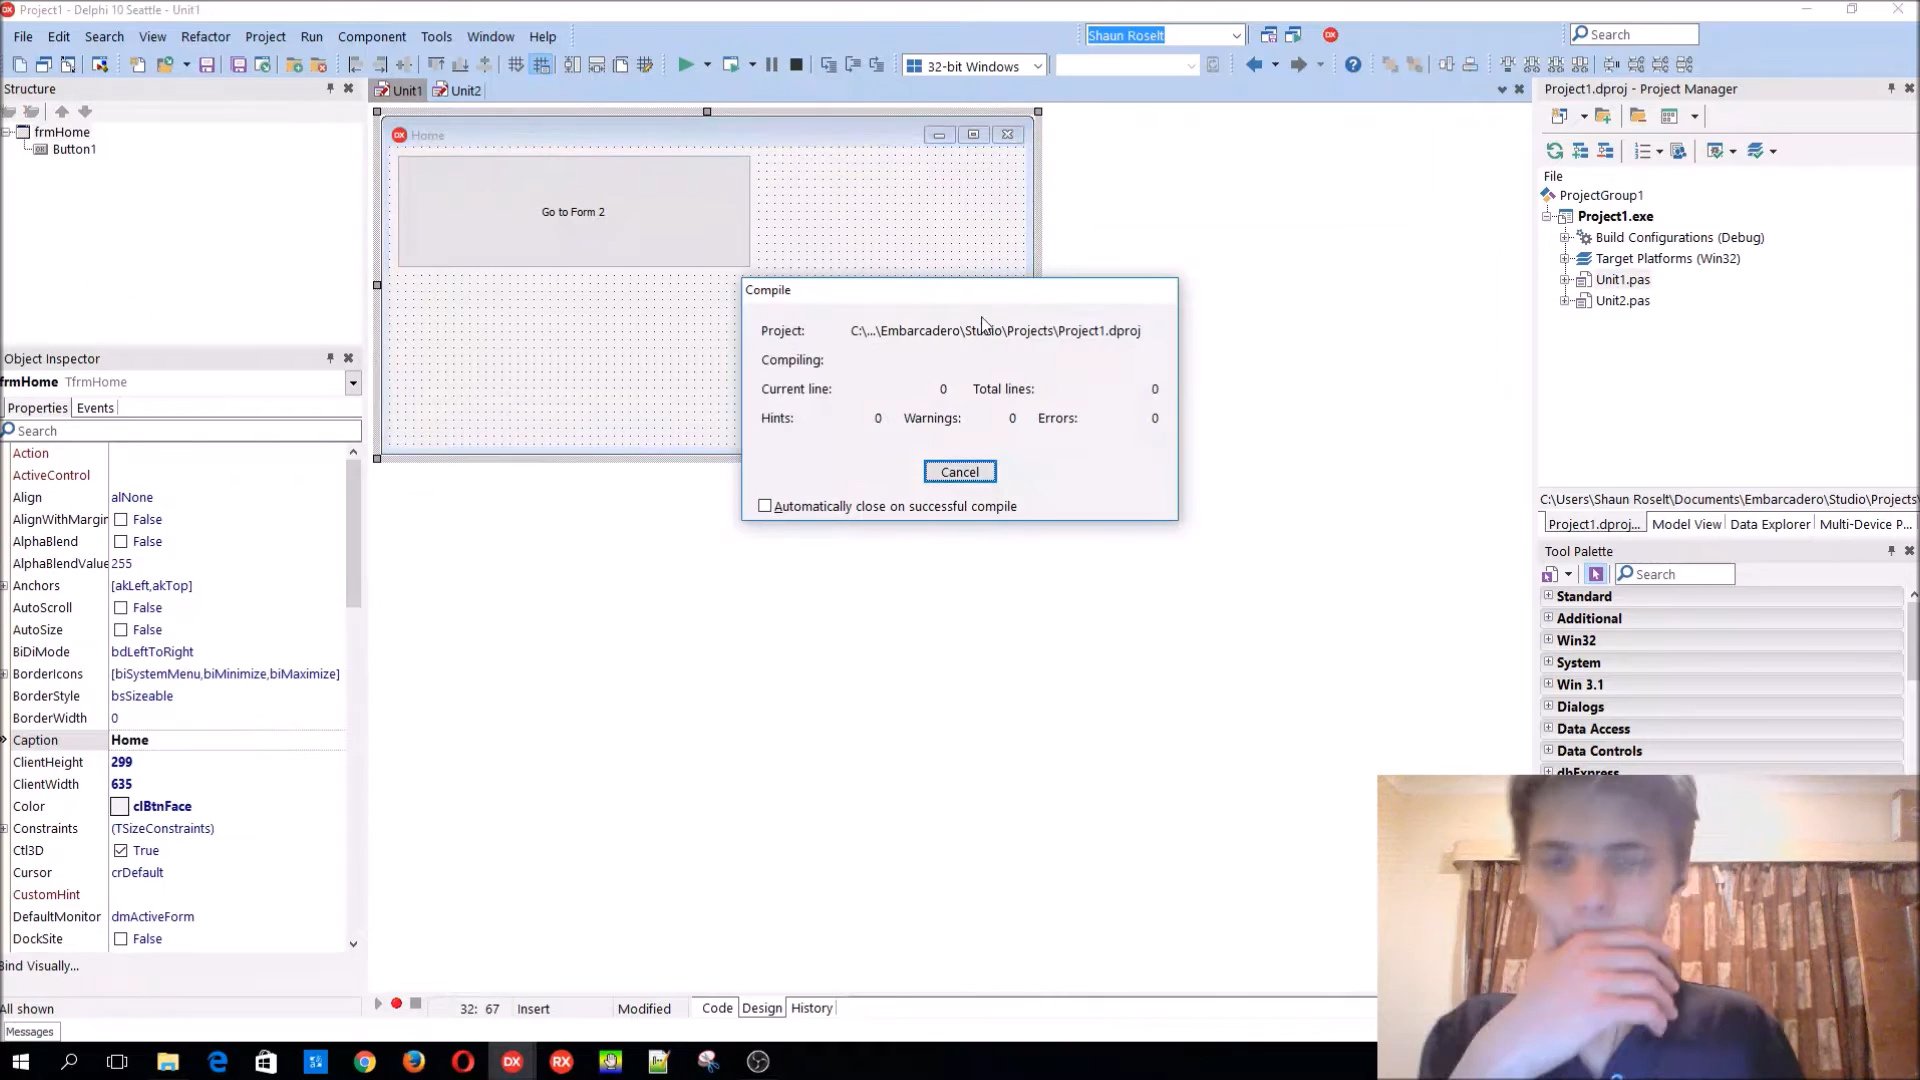 Project1 - Delphi 10 Seattle - Unit1
File Edit Search View Refactor Project Run Component Tools Window Help
Shaun Roselt
Search
32-bit Windows
Structure
frmHome
Button1
Unit1 Unit2
Home
Go to Form 2
Compile
Project: C:\...\Embarcadero\Studio\Projects\Project1.dproj
Compiling:
Current line: 0 Total lines: 0
Hints: 0 Warnings: 0 Errors: 0
Cancel
Automatically close on successful compile
Object Inspector
frmHome TfrmHome
Properties Events
Search
Action
ActiveControl
Align alNone
AlignWithMargin False
AlphaBlend False
AlphaBlendValue 255
Anchors [akLeft,akTop]
AutoScroll False
AutoSize False
BiDiMode bdLeftToRight
BorderIcons [biSystemMenu,biMinimize,biMaximize]
BorderStyle bsSizeable
BorderWidth 0
Caption Home
ClientHeight 299
ClientWidth 635
Color clBtnFace
Constraints (TSizeConstraints)
Ctl3D True
Cursor crDefault
CustomHint
DefaultMonitor dmActiveForm
DockSite False
Bind Visually...
All shown
Messages
32: 67 Insert Modified Code Design History
Project1.dproj - Project Manager
File
ProjectGroup1
Project1.exe
Build Configurations (Debug)
Target Platforms (Win32)
Unit1.pas
Unit2.pas
C:\Users\Shaun Roselt\Documents\Embarcadero\Studio\Projects\
Project1.dproj... Model View Data Explorer Multi-Device P...
Tool Palette
Search
Standard
Additional
Win32
System
Win 3.1
Dialogs
Data Access
Data Controls
dbExpress